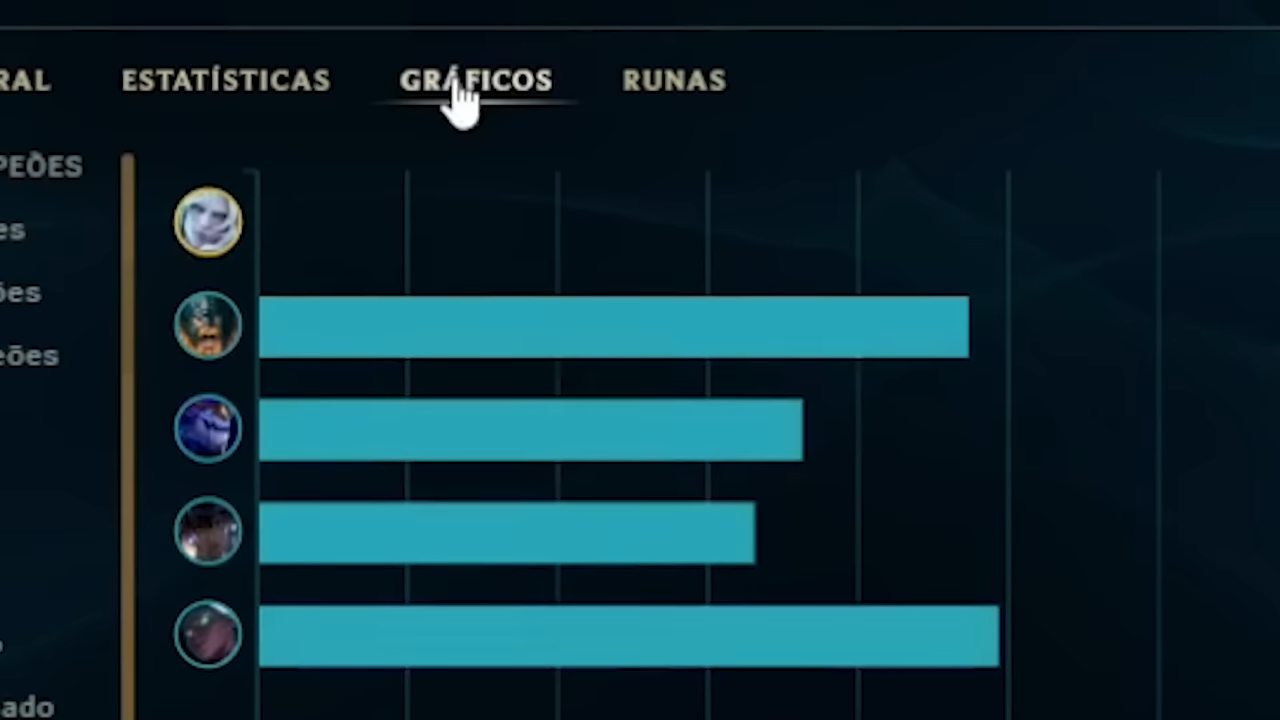 RAL ESTATÍSTICAS GRÁFICOS RUNAS
PEÕES
es
ões
eões
ado